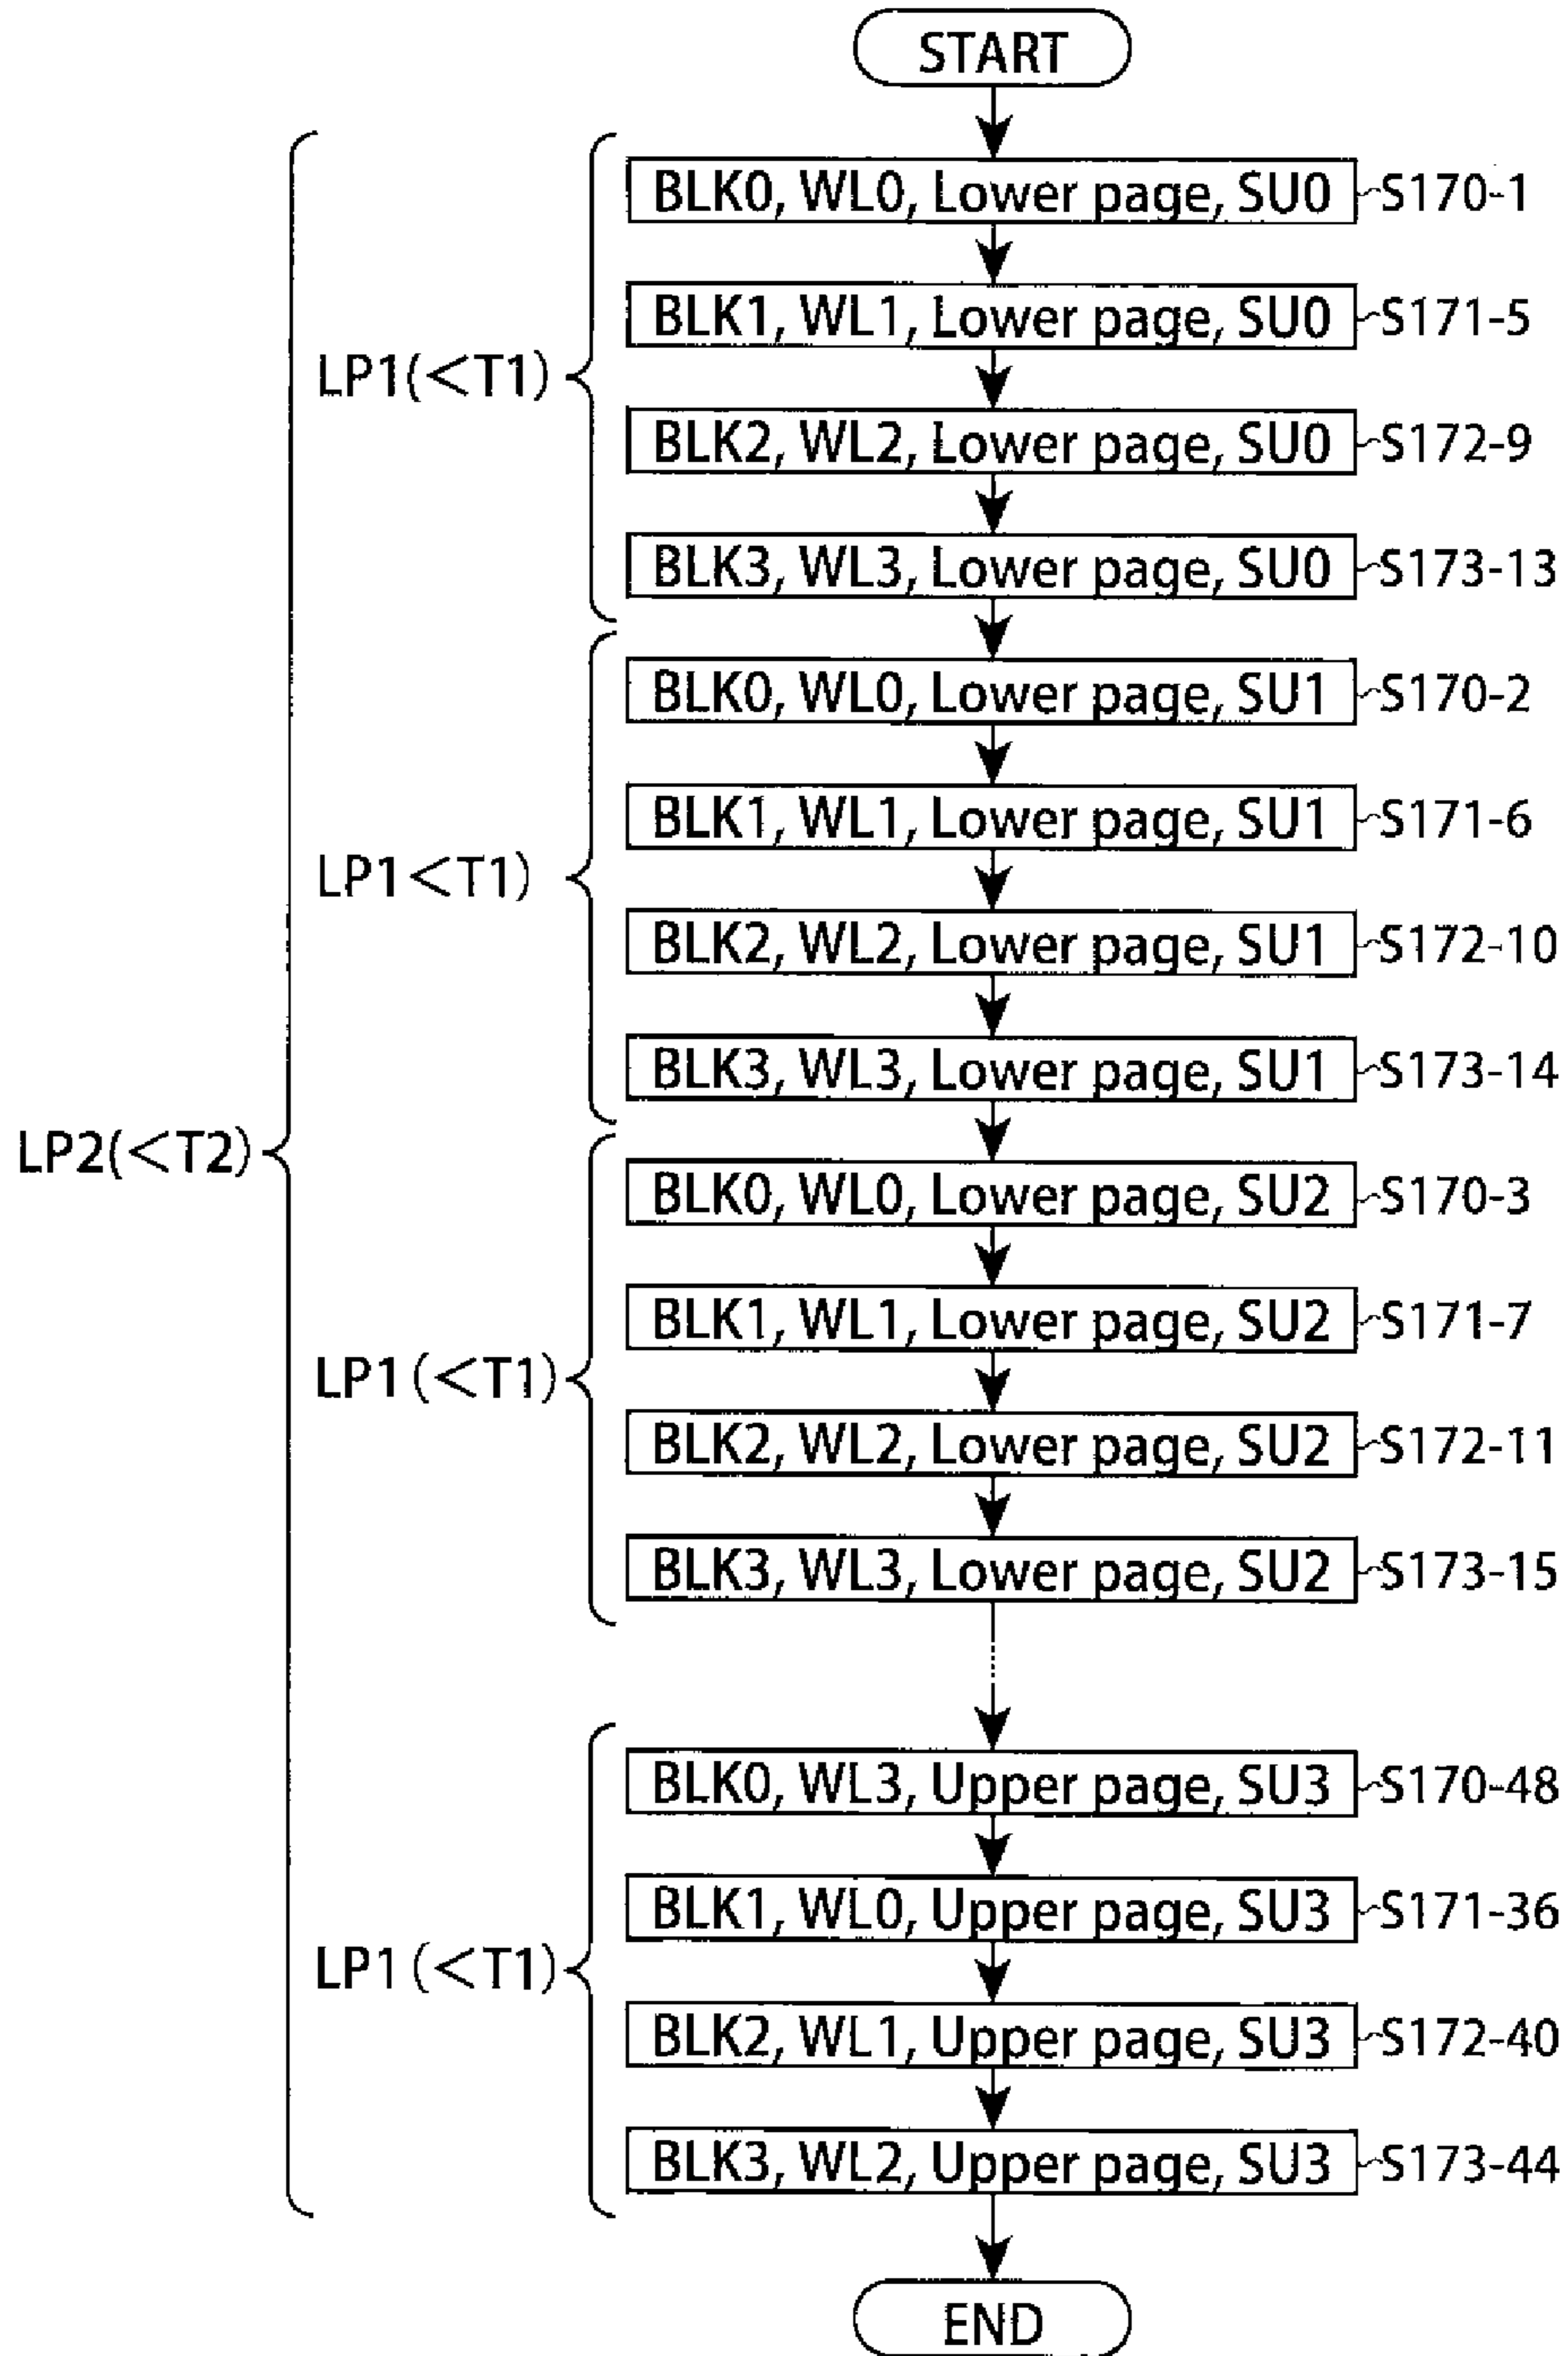 START
BLK0, WL0, Lower page, SU0 S170-1
BLK1, WL1, Lower page, SU0 S171-5
LP1(<T1)
BLK2, WL2, Lower page, SU0 S172-9
BLK3, WL3, Lower page, SU0 S173-13
BLK0, WL0, Lower page, SU1 S170-2
BLK1, WL1, Lower page, SU1 S171-6
LP1<T1)
BLK2, WL2, Lower page, SU1 S172-10
BLK3, WL3, Lower page, SU1 S173-14
LP2(<T2)
BLK0, WL0, Lower page, SU2 S170-3
BLK1, WL1, Lower page, SU2 S171-7
LP1(<T1)
BLK2, WL2, Lower page, SU2 S172-11
BLK3, WL3, Lower page, SU2 S173-15
BLK0, WL3, Upper page, SU3 S170-48
BLK1, WL0, Upper page, SU3 S171-36
LP1(<T1)
BLK2, WL1, Upper page, SU3 S172-40
BLK3, WL2, Upper page, SU3 S173-44
END